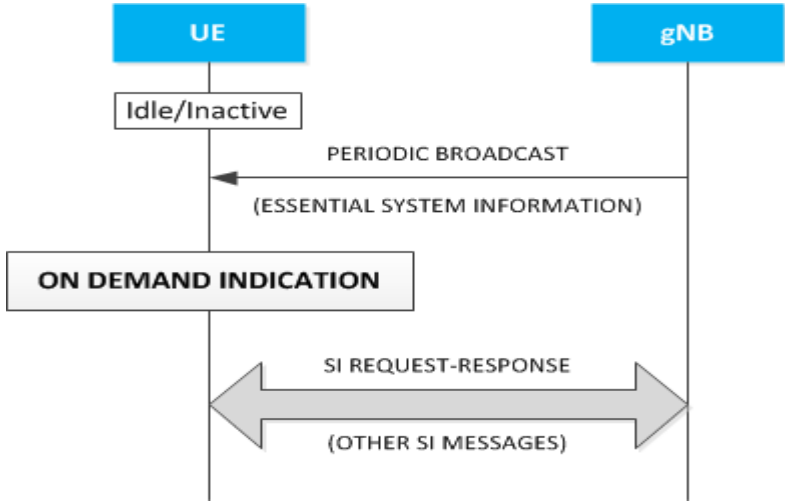 UE
gNB
Idle/Inactive
PERIODIC BROADCAST
(ESSENTIAL SYSTEM INFORMATION)
ON DEMAND INDICATION
SI REQUEST-RESPONSE
(OTHER SI MESSAGES)